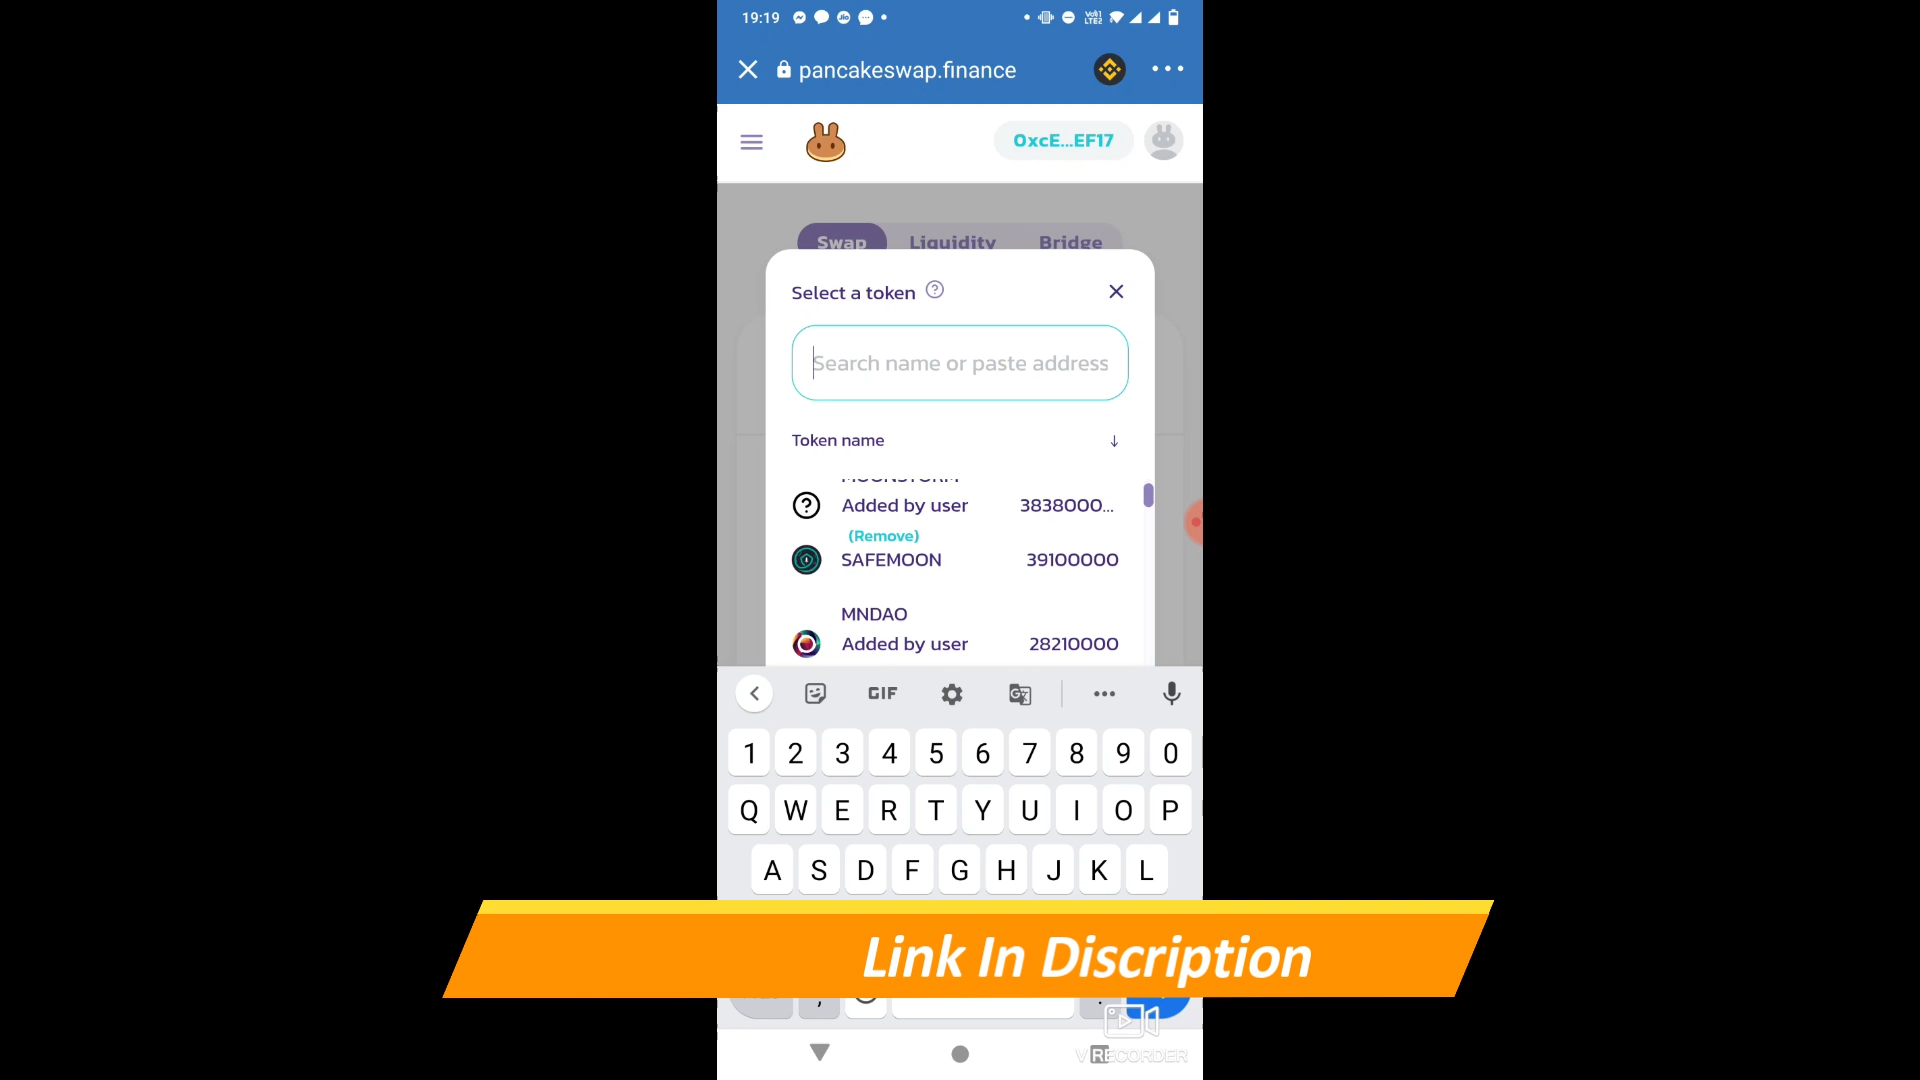 19:19
pancakeswap.finance
0xcE...EF17
Swap Liquidity Bridge
Select a token
Search name or paste address
Token name
MOONSTORM
Added by user 3838000...
(Remove)
SAFEMOON 39100000
MNDAO
Added by user 28210000
GIF
1 2 3 4 5 6 7 8 9 0
Q W E R T Y U I O P
A S D F G H J K L
Link In Discription
VRECORDER